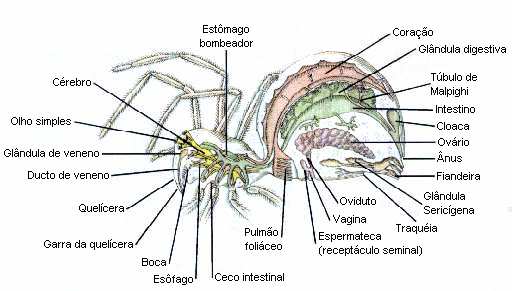 Estômago
bombeador
Cérebro
Olho simples
Glândula de veneno
Ducto de veneno
Quelícera
Garra da quelícera
Boca
Esôfago
Ceco intestinal
Pulmão
foliáceo
Coração
Glândula digestiva
Túbulo de
Malpighi
Intestino
Cloaca
Ovário
Ânus
Fiandeira
Glândula
Sericígena
Traquéia
Oviduto
Vagina
Espermateca
(receptáculo seminal)